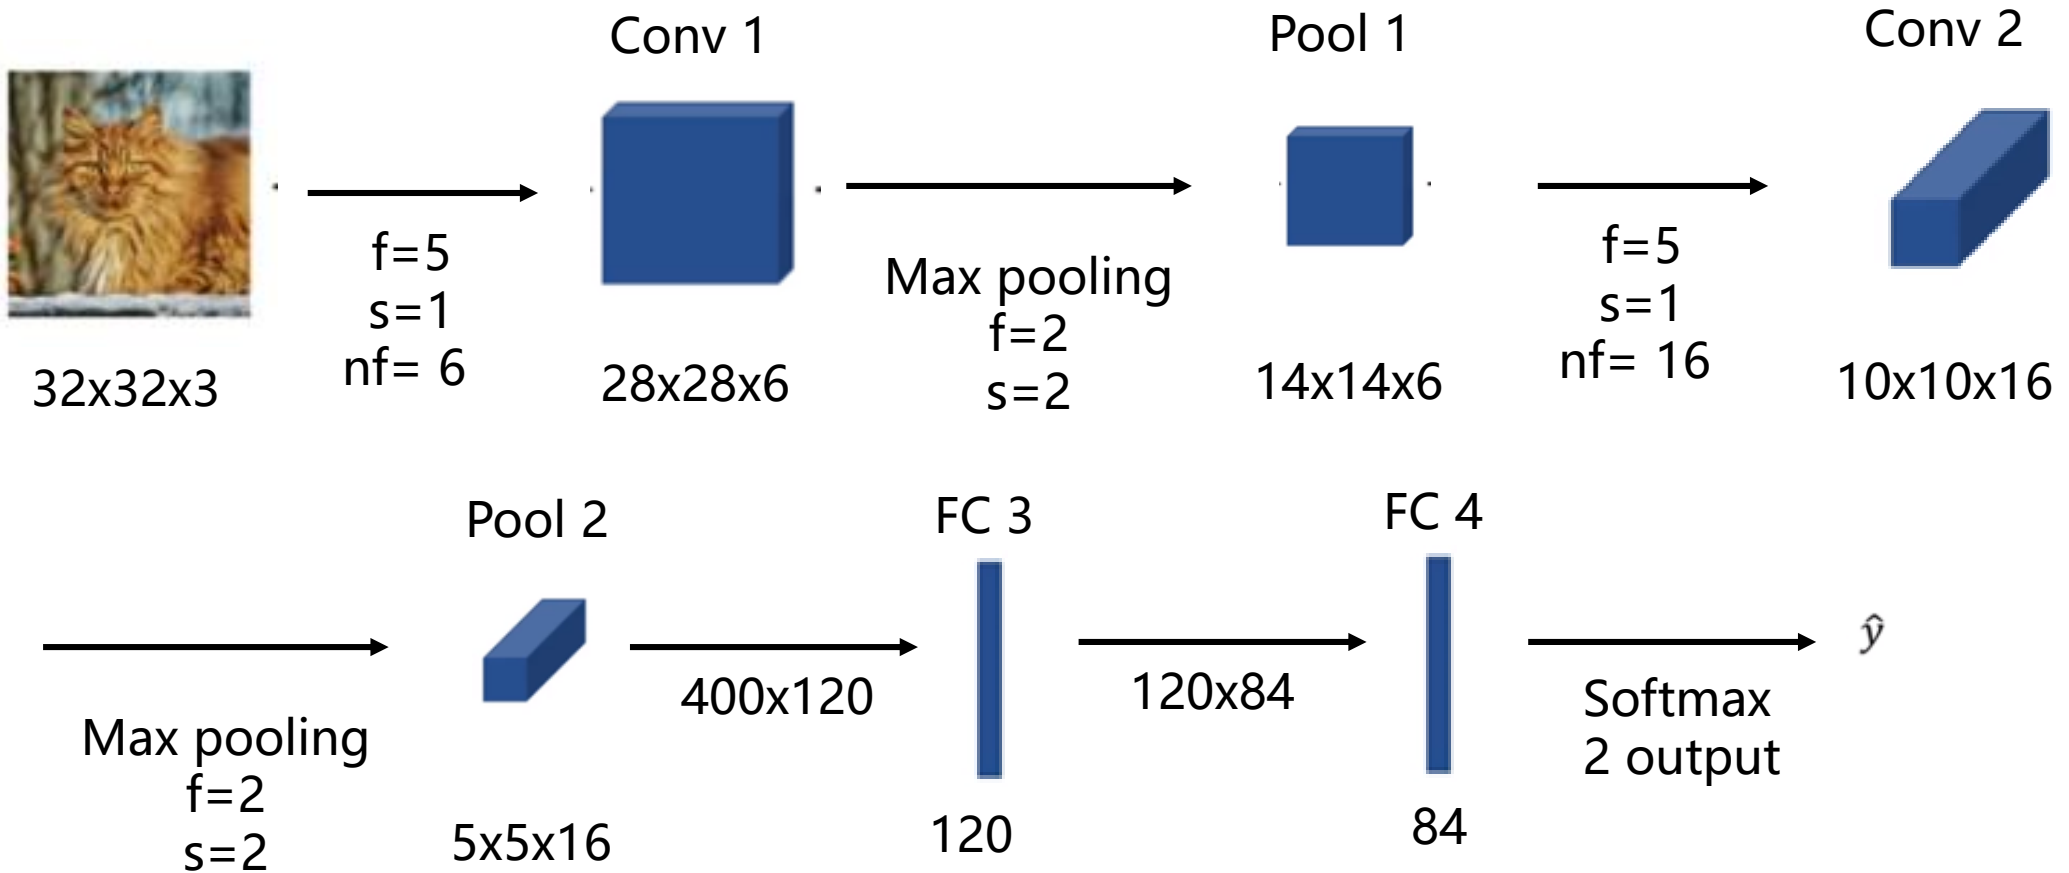 Conv 1
Pool 1
Conv 2
f=5
s=1
nf= 6
Max pooling
f=2
s=2
f=5
s=1
nf= 16
32x32x3
28x28x6
14x14x6
10x10x16
Pool 2
FC 3
FC 4
Max pooling
f=2
s=2
400x120
120x84
Softmax
2 output
ŷ
5x5x16
120
84